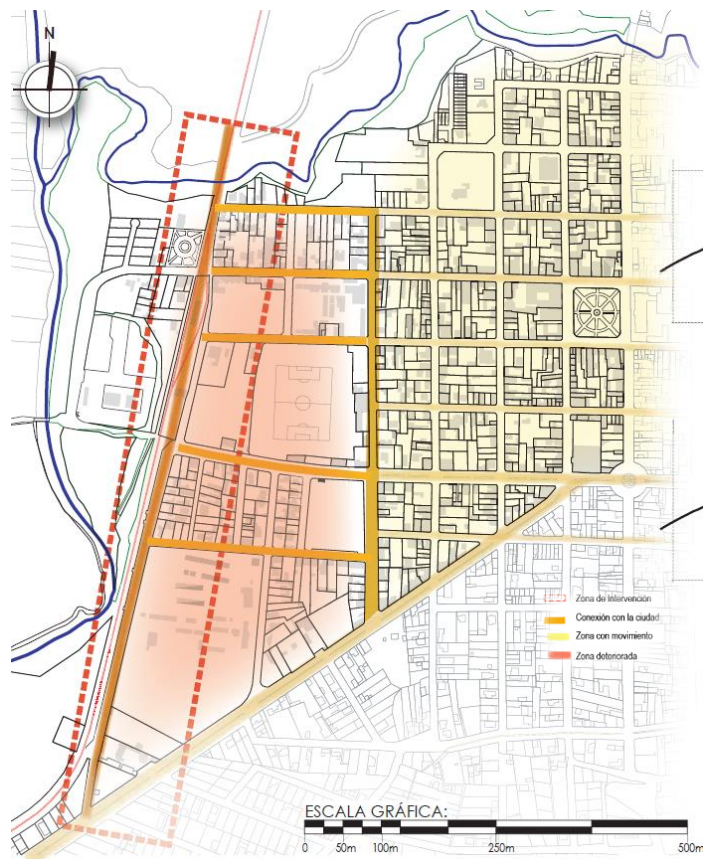 N
Zona de Intervención
Conexión con la ciudad
Zona con movimiento
Zona deteriorada
ESCALA GRÁFICA:
0 50m 100m 250m 500m